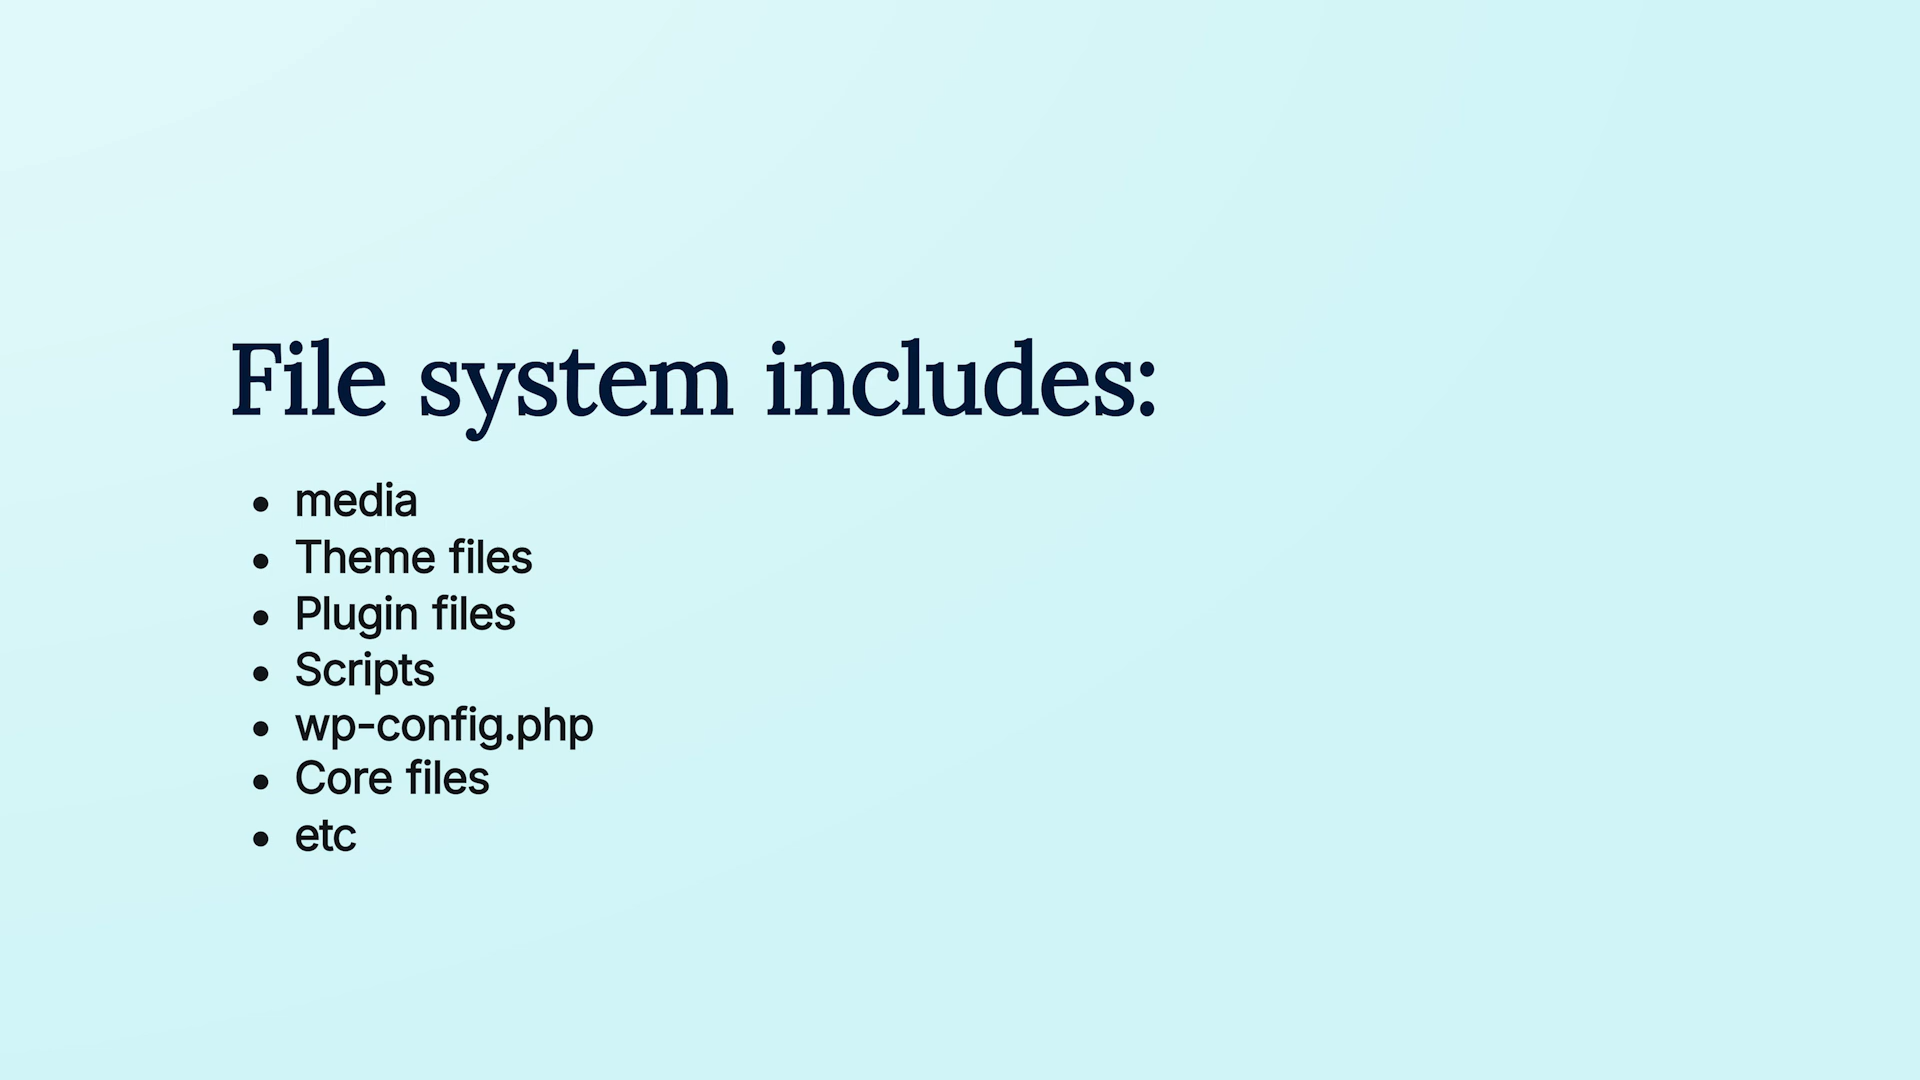 File system includes:
• media
• Theme files
• Plugin files
• Scripts
• wp-config.php
• Core files
• etc